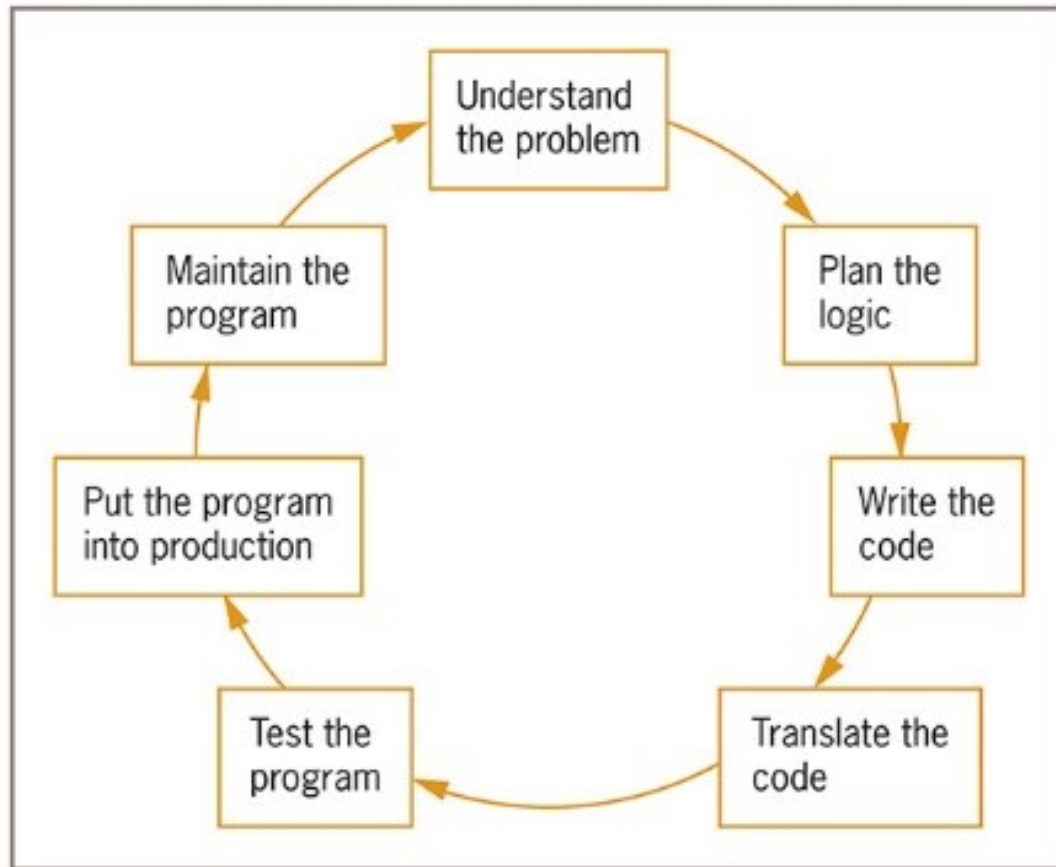 Understand
the problem
Plan the
logic
Write the
code
Translate the
code
Test the
program
Put the program
into production
Maintain the
program